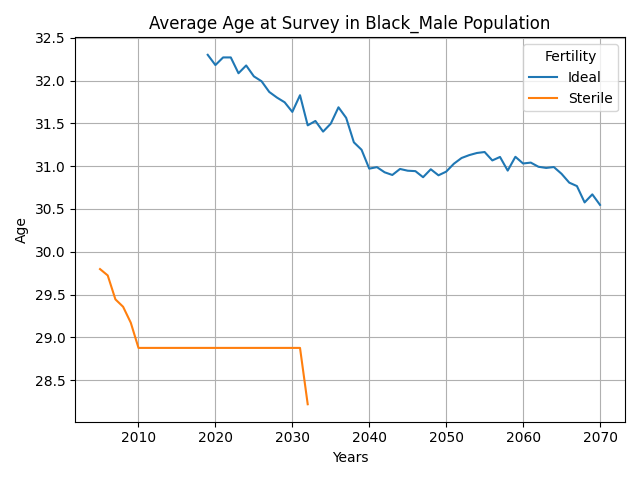 Average Age at Survey in Black_Male Population
Fertility
Ideal
Sterile
32.5
32.0
31.5
31.0
30.5
30.0
29.5
29.0
28.5
Age
2010 2020 2030 2040 2050 2060 2070
Years